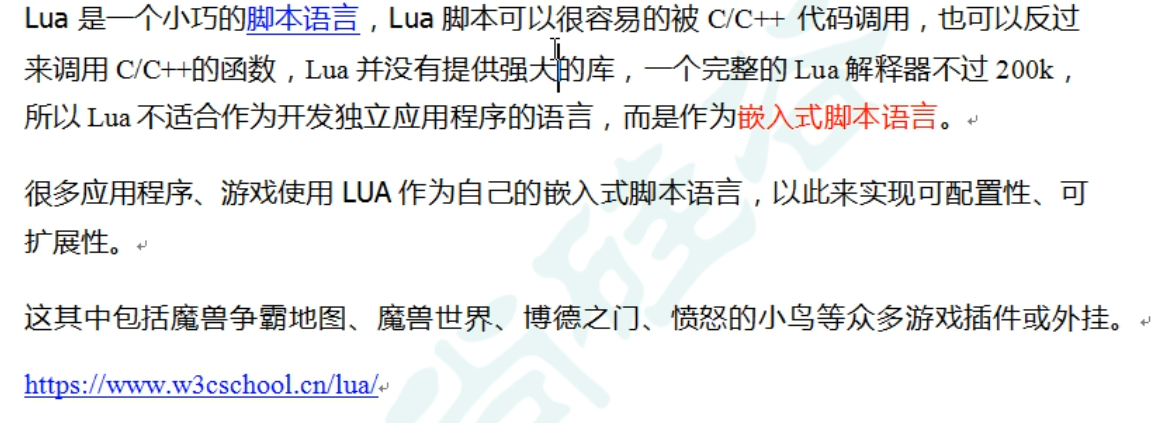 Lua 是一个小巧的脚本语言，Lua 脚本可以很容易的被 C/C++ 代码调用，也可以反过
来调用 C/C++的函数，Lua 并没有提供强大的库，一个完整的 Lua 解释器不过 200k，
所以 Lua 不适合作为开发独立应用程序的语言，而是作为嵌入式脚本语言。
很多应用程序、游戏使用 LUA 作为自己的嵌入式脚本语言，以此来实现可配置性、可
扩展性。
这其中包括魔兽争霸地图、魔兽世界、博德之门、愤怒的小鸟等众多游戏插件或外挂。
https://www.w3cschool.cn/lua/
尚硅谷